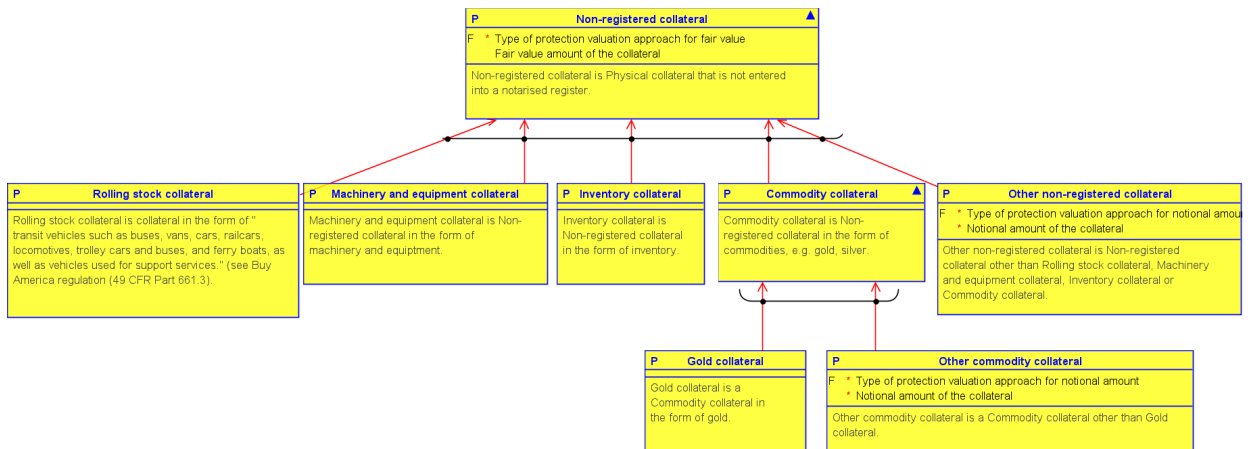 P Non-registered collateral
F * Type of protection valuation approach for fair value
Fair value amount of the collateral
Non-registered collateral is Physical collateral that is not entered
into a notarised register.
P Rolling stock collateral
Rolling stock collateral is collateral in the form of "
transit vehicles such as buses, vans, cars, railcars,
locomotives, trolley cars and buses, and ferry boats, as
well as vehicles used for support services." (see Buy
America regulation (49 CFR Part 661.3).
P Machinery and equipment collateral
Machinery and equipment collateral is Non-
registered collateral in the form of
machinery and equiptment.
P Inventory collateral
Inventory collateral is
Non-registered collateral
in the form of inventory.
P Commodity collateral
Commodity collateral is Non-
registered collateral in the form of
commodities, e.g. gold, silver.
P Other non-registered collateral
F * Type of protection valuation approach for notional amou
* Notional amount of the collateral
Other non-registered collateral is Non-registered
collateral other than Rolling stock collateral, Machinery
and equipment collateral, Inventory collateral or
Commodity collateral.
P Gold collateral
Gold collateral is a
Commodity collateral in
the form of gold.
P Other commodity collateral
F * Type of protection valuation approach for notional amount
* Notional amount of the collateral
Other commodity collateral is a Commodity collateral other than Gold
collateral.